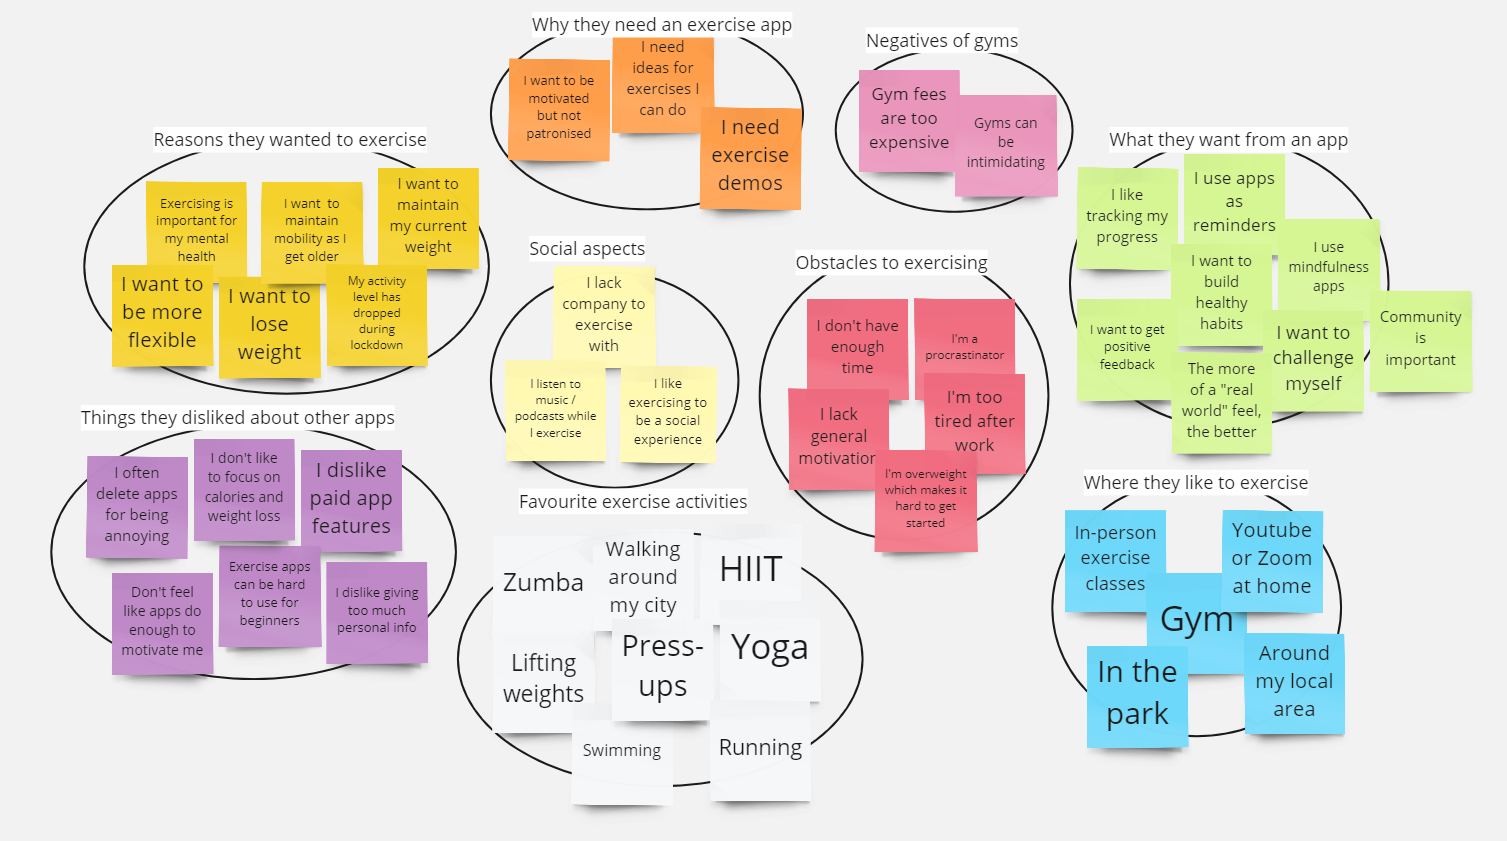 Why they need an exercise app
I want to be
motivated
but not
patronised
I need
ideas for
exercises I
can do
I need
exercise
demos
Negatives of gyms
Gym fees
are too
expensive
Gyms can
be
intimidating
Reasons they wanted to exercise
Exercising is
important for
my mental
health
I want  to
maintain
mobility as I
get older
I want to
maintain
my current
weight
I want to
be more
flexible
I want to
lose
weight
My activity
level has
dropped
during
lockdown
What they want from an app
I like
tracking my
progress
I use apps
as
reminders
I want to
build
healthy
habits
I use
mindfulness
apps
I want to get
positive
feedback
The more
of a "real
world" feel,
the better
I want to
challenge
myself
Community
is
important
Social aspects
I lack
company to
exercise
with
I listen to
music /
podcasts while
I exercise
I like
exercising to
be a social
experience
Obstacles to exercising
I don't have
enough
time
I'm a
procrastinator
I lack
general
motivation
I'm too
tired after
work
I'm overweight
which makes it
hard to get
started
Things they disliked about other apps
I often
delete apps
for being
annoying
I don't like
to focus on
calories and
weight loss
I dislike
paid app
features
Don't feel
like apps do
enough to
motivate me
Exercise apps
can be hard
to use for
beginners
I dislike giving
too much
personal info
Favourite exercise activities
Zumba
Walking
around
my city
HIIT
Lifting
weights
Press-
ups
Yoga
Swimming
Running
Where they like to exercise
In-person
exercise
classes
Youtube
or Zoom
at home
Gym
In the
park
Around
my local
area